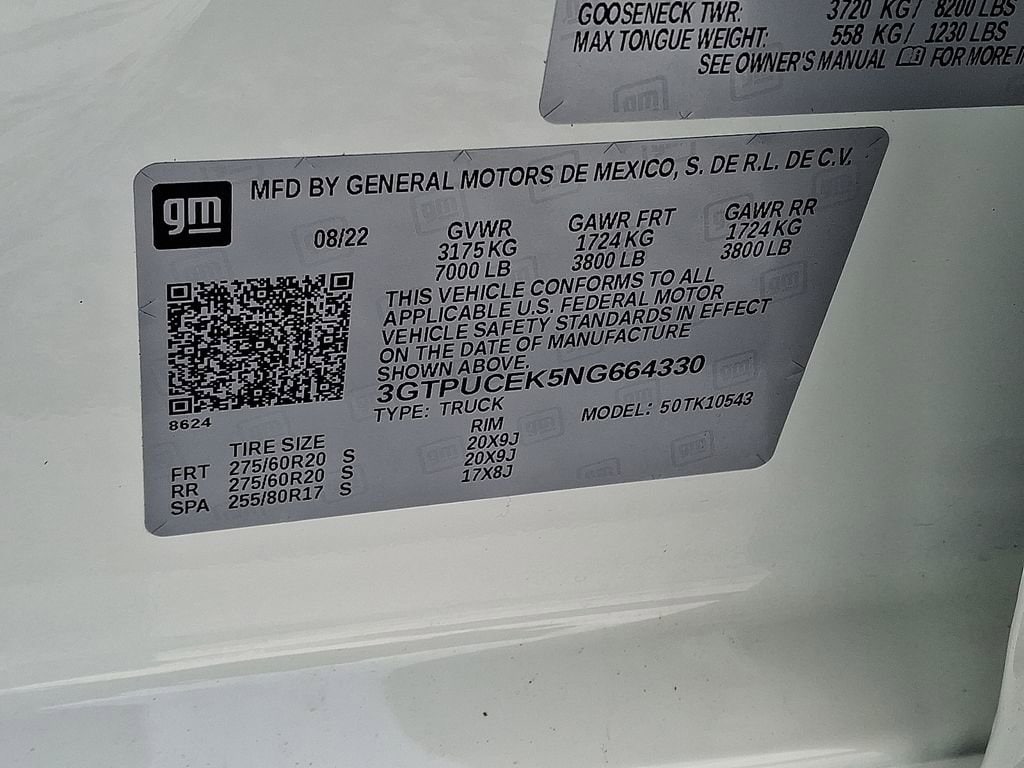 GOOSENECK TWR: 3720 KG/ 8200 LBS
MAX TONGUE WEIGHT: 558 KG/ 1230 LBS
SEE OWNER'S MANUAL FOR MORE
gm
MFD BY GENERAL MOTORS DE MEXICO, S. DE R.L. DE C.V.
08/22 GVWR GAWR FRT GAWR RR
3175 KG 1724 KG 1724 KG
7000 LB 3800 LB 3800 LB
THIS VEHICLE CONFORMS TO ALL
APPLICABLE U.S. FEDERAL MOTOR
VEHICLE SAFETY STANDARDS IN EFFECT
ON THE DATE OF MANUFACTURE
SHOWN ABOVE.
3GTPUCEK5NG664330
TYPE: TRUCK MODEL: 50TK10543
8624
TIRE SIZE RIM
FRT 275/60R20 S 20X9J
RR 275/60R20 S 20X9J
SPA 255/80R17 S 17X8J